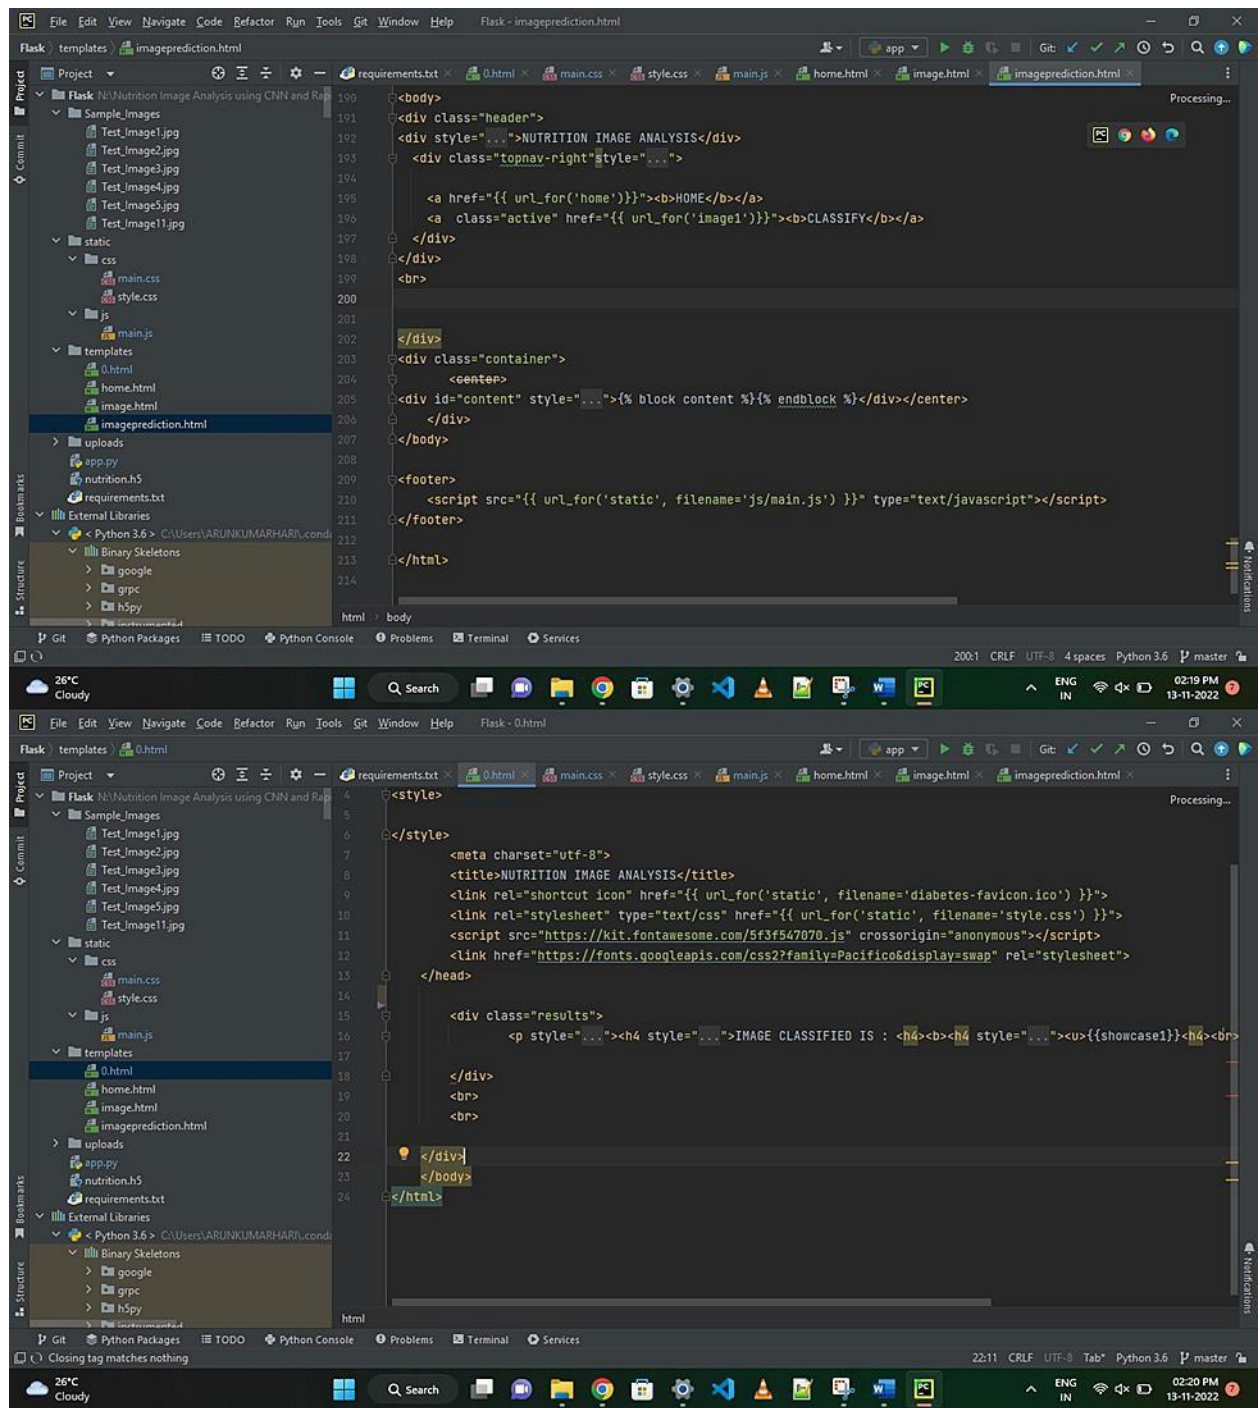 File Edit View Navigate Code Refactor Run Tools Git Window Help Flask - imageprediction.html
Flask templates imageprediction.html app Git:
Project requirements.txt 0.html main.css style.css main.js home.html image.html imageprediction.html
Processing...
Project
Commit
Bookmarks
Structure
Notifications
Flask N:\Nutrition Image Analysis using CNN and Rap
Sample_Images
Test_Image1.jpg
Test_Image2.jpg
Test_Image3.jpg
Test_Image4.jpg
Test_Image5.jpg
Test_Image11.jpg
static
css
main.css
style.css
js
main.js
templates
0.html
home.html
image.html
imageprediction.html
uploads
app.py
nutrition.h5
requirements.txt
External Libraries
< Python 3.6 > C:\Users\ARUNKUMARHARI\.conda
Binary Skeletons
google
grpc
h5py
instrumented
190 <body>
191 <div class="header">
192 <div style="...">NUTRITION IMAGE ANALYSIS</div>
193 <div class="topnav-right"style="...">
194
195 <a href="{{ url_for('home')}}"><b>HOME</b></a>
196 <a  class="active" href="{{ url_for('image1')}}"><b>CLASSIFY</b></a>
197 </div>
198 </div>
199 <br>
200
201
202 </div>
203 <div class="container">
204 <center>
205 <div id="content" style="...">{% block content %}{% endblock %}</div></center>
206 </div>
207 </body>
208
209 <footer>
210 <script src="{{ url_for('static', filename='js/main.js') }}" type="text/javascript"></script>
211 </footer>
212
213 </html>
214
html body
Git Python Packages TODO Python Console Problems Terminal Services
200:1 CRLF UTF-8 4 spaces Python 3.6 master
26°C
Cloudy
Search
ENG
IN
02:19 PM
13-11-2022
7
File Edit View Navigate Code Refactor Run Tools Git Window Help Flask - 0.html
Flask templates 0.html app Git:
Project requirements.txt 0.html main.css style.css main.js home.html image.html imageprediction.html
Processing...
Project
Commit
Bookmarks
Structure
Notifications
Flask N:\Nutrition Image Analysis using CNN and Rap
Sample_Images
Test_Image1.jpg
Test_Image2.jpg
Test_Image3.jpg
Test_Image4.jpg
Test_Image5.jpg
Test_Image11.jpg
static
css
main.css
style.css
js
main.js
templates
0.html
home.html
image.html
imageprediction.html
uploads
app.py
nutrition.h5
requirements.txt
External Libraries
< Python 3.6 > C:\Users\ARUNKUMARHARI\.conda
Binary Skeletons
google
grpc
h5py
instrumented
4 <style>
5
6 </style>
7 <meta charset="utf-8">
8 <title>NUTRITION IMAGE ANALYSIS</title>
9 <link rel="shortcut icon" href="{{ url_for('static', filename='diabetes-favicon.ico') }}">
10 <link rel="stylesheet" type="text/css" href="{{ url_for('static', filename='style.css') }}">
11 <script src="https://kit.fontawesome.com/5f3f547070.js" crossorigin="anonymous"></script>
12 <link href="https://fonts.googleapis.com/css2?family=Pacifico&display=swap" rel="stylesheet">
13 </head>
14
15 <div class="results">
16 <p style="..."><h4 style="...">IMAGE CLASSIFIED IS : <h4><b><h4 style="..."><u>{{showcase1}}<h4><br>
17
18 </div>
19 <br>
20 <br>
21
22 </div>
23 </body>
24 </html>
html
Git Python Packages TODO Python Console Problems Terminal Services
Closing tag matches nothing 22:11 CRLF UTF-8 Tab* Python 3.6 master
26°C
Cloudy
Search
ENG
IN
02:20 PM
13-11-2022
7